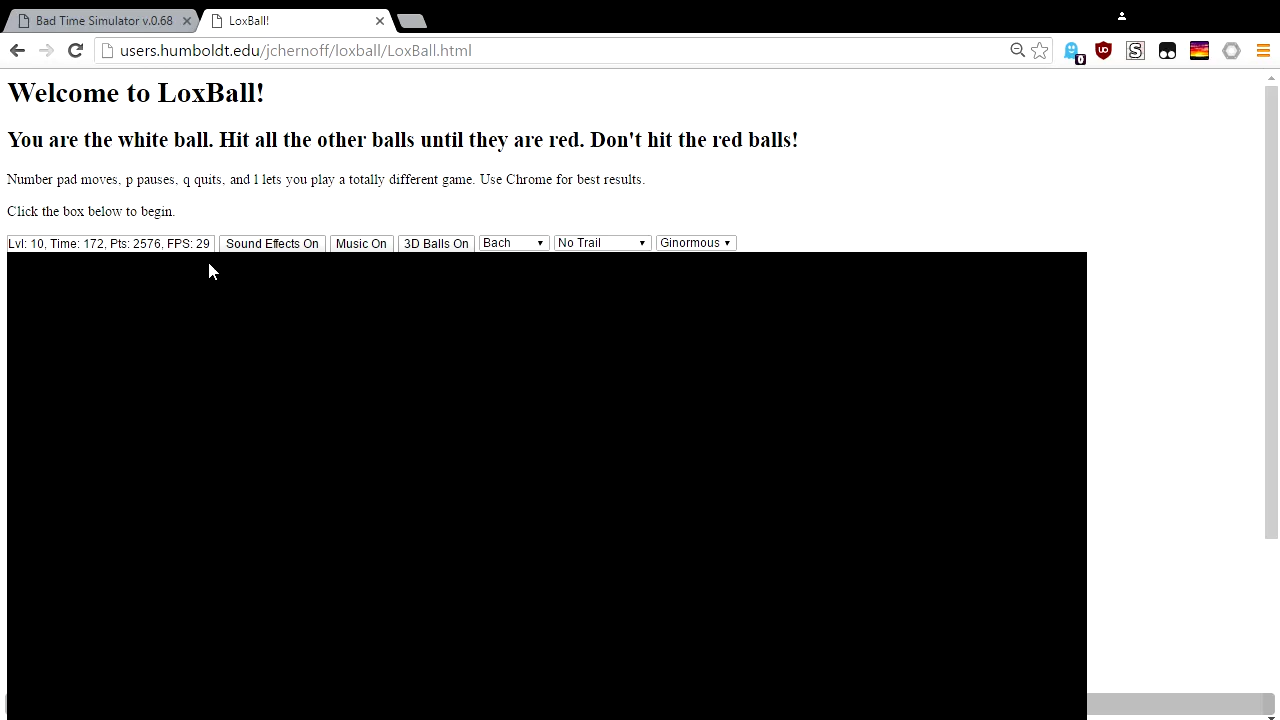 Bad Time Simulator v.0.68
LoxBall!
users.humboldt.edu/jchernoff/loxball/LoxBall.html
0
Welcome to LoxBall!
You are the white ball. Hit all the other balls until they are red. Don't hit the red balls!
Number pad moves, p pauses, q quits, and l lets you play a totally different game. Use Chrome for best results.
Click the box below to begin.
Lvl: 10, Time: 172, Pts: 2576, FPS: 29 Sound Effects On Music On 3D Balls On Bach No Trail Ginormous